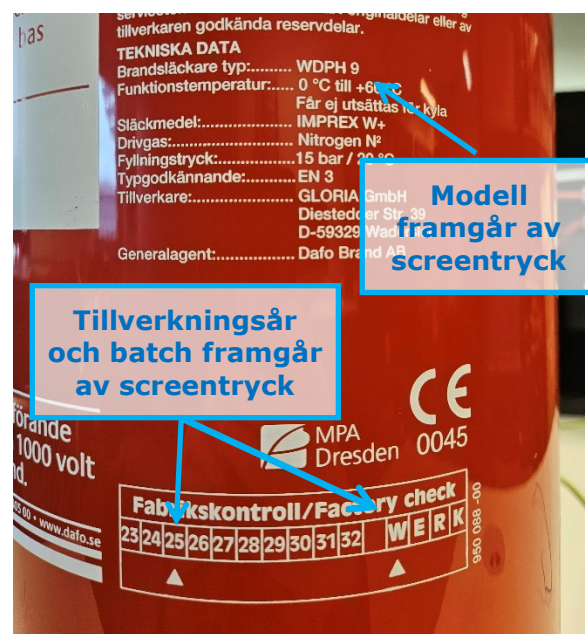 bas
tillverkaren godkända reservdelar.
TEKNISKA DATA
Brandsläckare typ:......... WDPH 9
Funktionstemperatur:..... 0 °C till +60 °C
Får ej utsättas för kyla
Släckmedel:..................... IMPREX W+
Drivgas:........................... Nitrogen N²
Fyllningstryck:................. 15 bar / 20 °C
Typgodkännande:........... EN 3
Tillverkare:...................... GLORIA GmbH
Diestedder Str. 39
D-59329
Generalagent:................. Dafo Brand AB
Modell
framgår av
screentryck
Tillverkningsår
och batch framgår
av screentryck
CE
MPA
Dresden 0045
1000 volt
www.dafo.se
Fabrikskontroll/Factory check
23 24 25 26 27 28 29 30 31 32 W E R K
950 088 -00